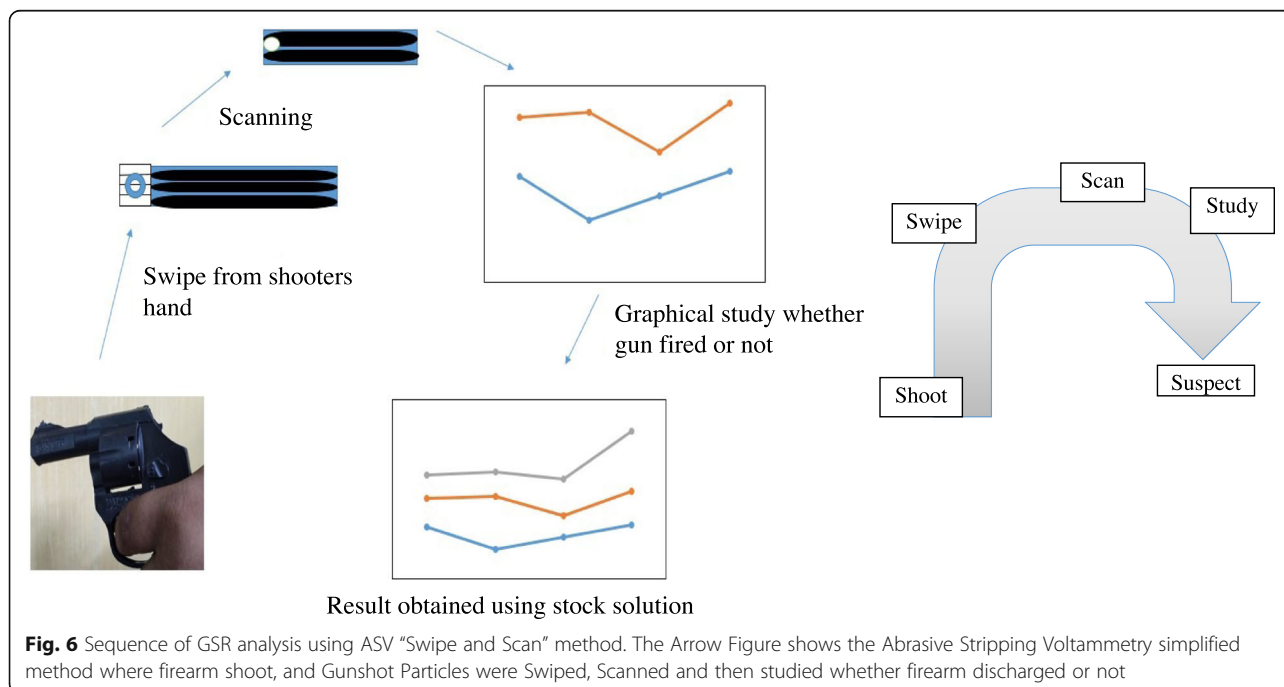 Scanning
Swipe from shooters
hand
Graphical study whether
gun fired or not
Result obtained using stock solution
Scan
Swipe
Study
Shoot
Suspect
Fig. 6 Sequence of GSR analysis using ASV “Swipe and Scan” method. The Arrow Figure shows the Abrasive Stripping Voltammetry simplified
method where firearm shoot, and Gunshot Particles were Swiped, Scanned and then studied whether firearm discharged or not